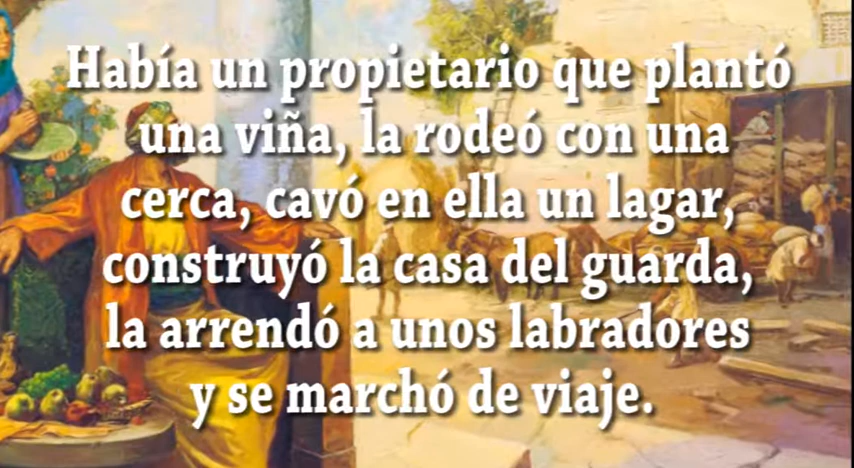 Había un propietario que plantó
una viña, la rodeó con una
cerca, cavó en ella un lagar,
construyó la casa del guarda,
la arrendó a unos labradores
y se marchó de viaje.